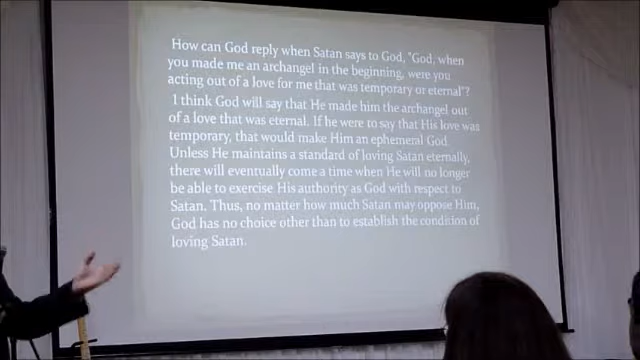 How can God reply when Satan says to God, "God, when
you made me an archangel in the beginning, were you
acting out of a love for me that was temporary or eternal"?
I think God will say that He made him the archangel out
of a love that was eternal. If he were to say that His love was
temporary, that would make Him an ephemeral God.
Unless He maintains a standard of loving Satan eternally,
there will eventually come a time when He will no longer
be able to exercise His authority as God with respect to
Satan. Thus, no matter how much Satan may oppose Him,
God has no choice other than to establish the condition of
loving Satan.